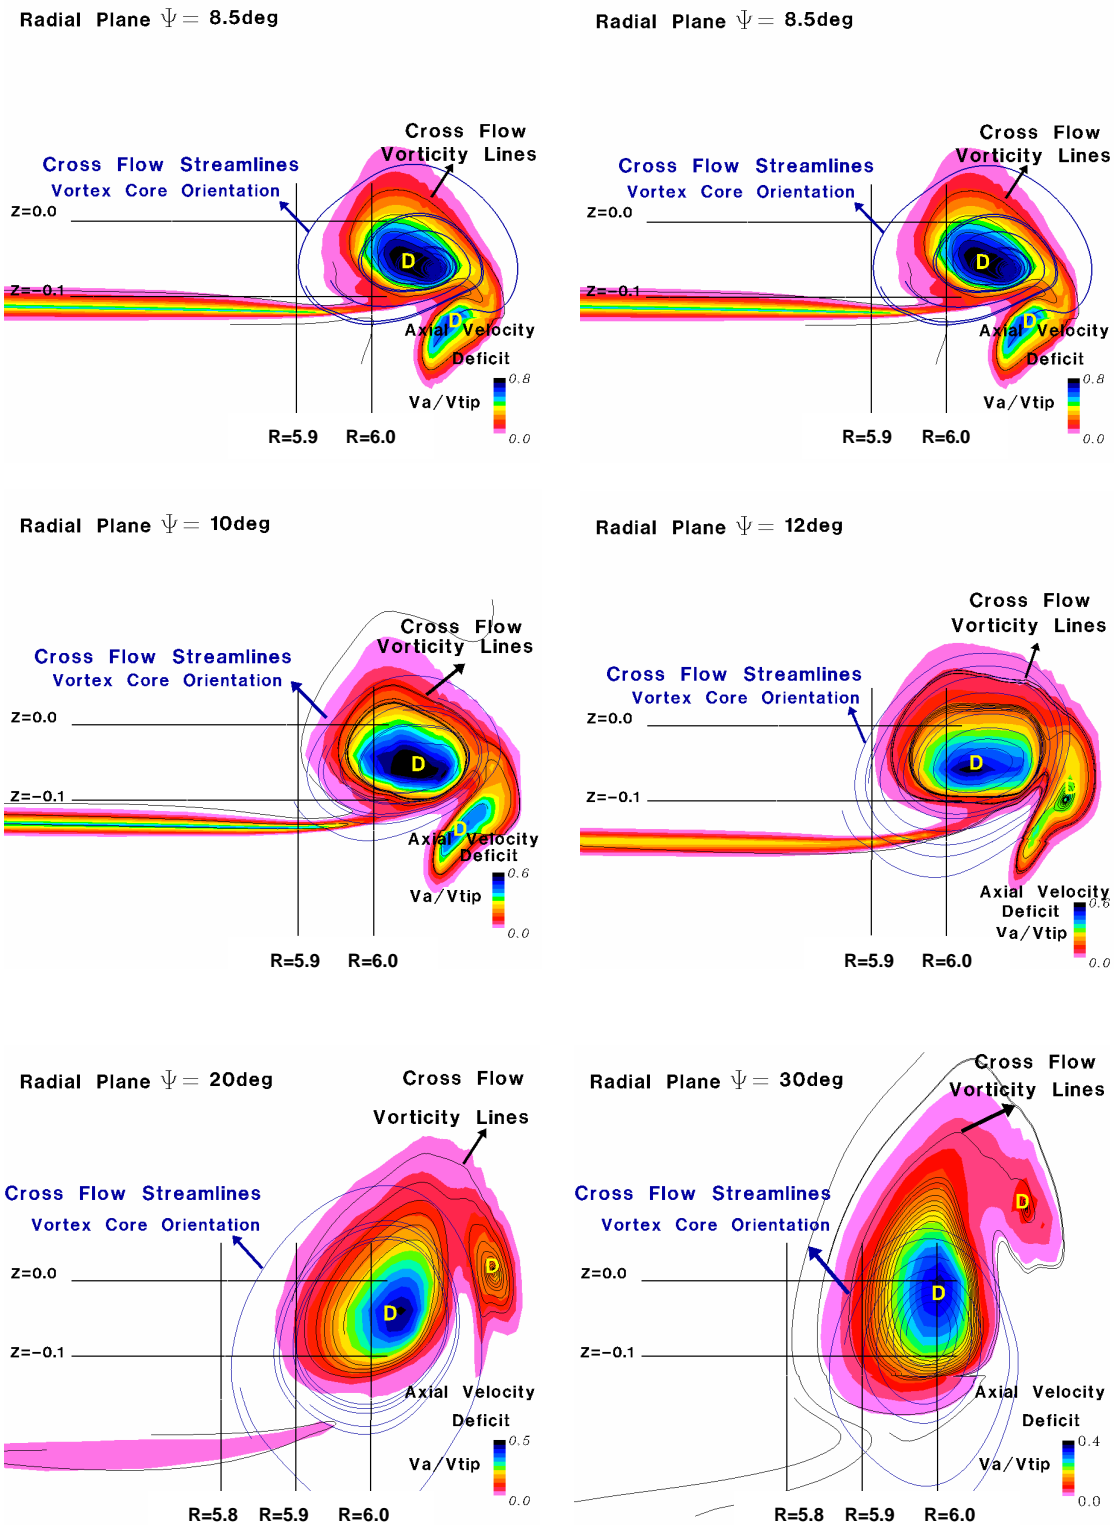 Radial Plane Ψ = 8.5deg
Cross Flow
Vorticity Lines
Cross Flow Streamlines
Vortex Core Orientation
Z=0.0
D
Z=-0.1
D
Axial Velocity
Deficit
0.8
Va/Vtip
0.0
R=5.9 R=6.0
Radial Plane Ψ = 8.5deg
Cross Flow
Vorticity Lines
Cross Flow Streamlines
Vortex Core Orientation
Z=0.0
D
Z=-0.1
D
Axial Velocity
Deficit
0.8
Va/Vtip
0.0
R=5.9 R=6.0
Radial Plane Ψ = 10deg
Cross Flow
Vorticity Lines
Cross Flow Streamlines
Vortex Core Orientation
Z=0.0
D
Z=-0.1
D
Axial Velocity
Deficit
0.6
Va/Vtip
0.0
R=5.9 R=6.0
Radial Plane Ψ = 12deg
Cross Flow
Vorticity Lines
Cross Flow Streamlines
Vortex Core Orientation
Z=0.0
D
D
Z=-0.1
Axial Velocity
0.6
Deficit
Va/Vtip
0.0
R=5.9 R=6.0
Radial Plane Ψ = 20deg
Cross Flow
Vorticity Lines
Cross Flow Streamlines
Vortex Core Orientation
D
Z=0.0
D
Z=-0.1
Axial Velocity
Deficit
0.5
Va/Vtip
0.0
R=5.8 R=5.9 R=6.0
Radial Plane Ψ = 30deg
Cross Flow
Vorticity Lines
Cross Flow Streamlines
D
Vortex Core Orientation
Z=0.0
D
Z=-0.1
Axial Velocity
Deficit
0.4
Va/Vtip
0.0
R=5.8 R=5.9 R=6.0